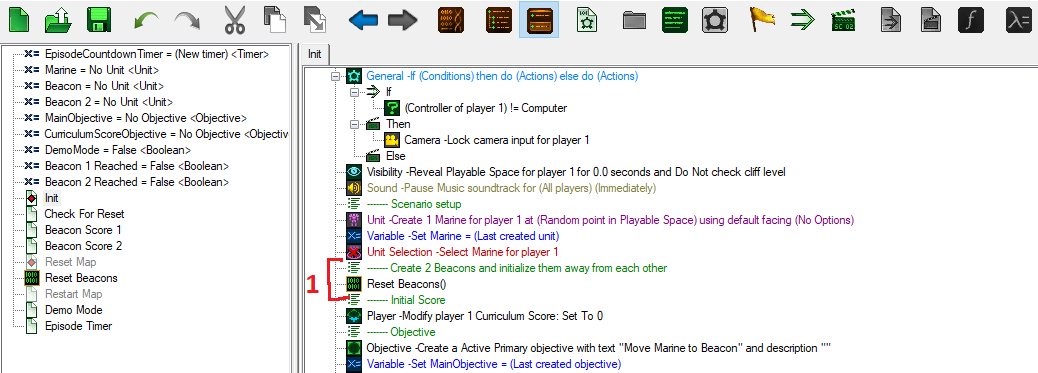 SC 02
EpisodeCountdownTimer = (New timer) <Timer>
Marine = No Unit <Unit>
Beacon = No Unit <Unit>
Beacon 2 = No Unit <Unit>
MainObjective = No Objective <Objective>
CurriculumScoreObjective = No Objective <Objectiv
DemoMode = False <Boolean>
Beacon 1 Reached = False <Boolean>
Beacon 2 Reached = False <Boolean>
Init
Check For Reset
Beacon Score 1
Beacon Score 2
Reset Map
Reset Beacons
Restart Map
Demo Mode
Episode Timer
Init
General -If (Conditions) then do (Actions) else do (Actions)
If
(Controller of player 1) != Computer
Then
Camera -Lock camera input for player 1
Else
Visibility -Reveal Playable Space for player 1 for 0.0 seconds and Do Not check cliff level
Sound -Pause Music soundtrack for (All players) (Immediately)
------- Scenario setup
Unit -Create 1 Marine for player 1 at (Random point in Playable Space) using default facing (No Options)
Variable -Set Marine = (Last created unit)
Unit Selection -Select Marine for player 1
------- Create 2 Beacons and initialize them away from each other
1 Reset Beacons()
------- Initial Score
Player -Modify player 1 Curriculum Score: Set To 0
------- Objective
Objective -Create a Active Primary objective with text "Move Marine to Beacon" and description ""
Variable -Set MainObjective = (Last created objective)